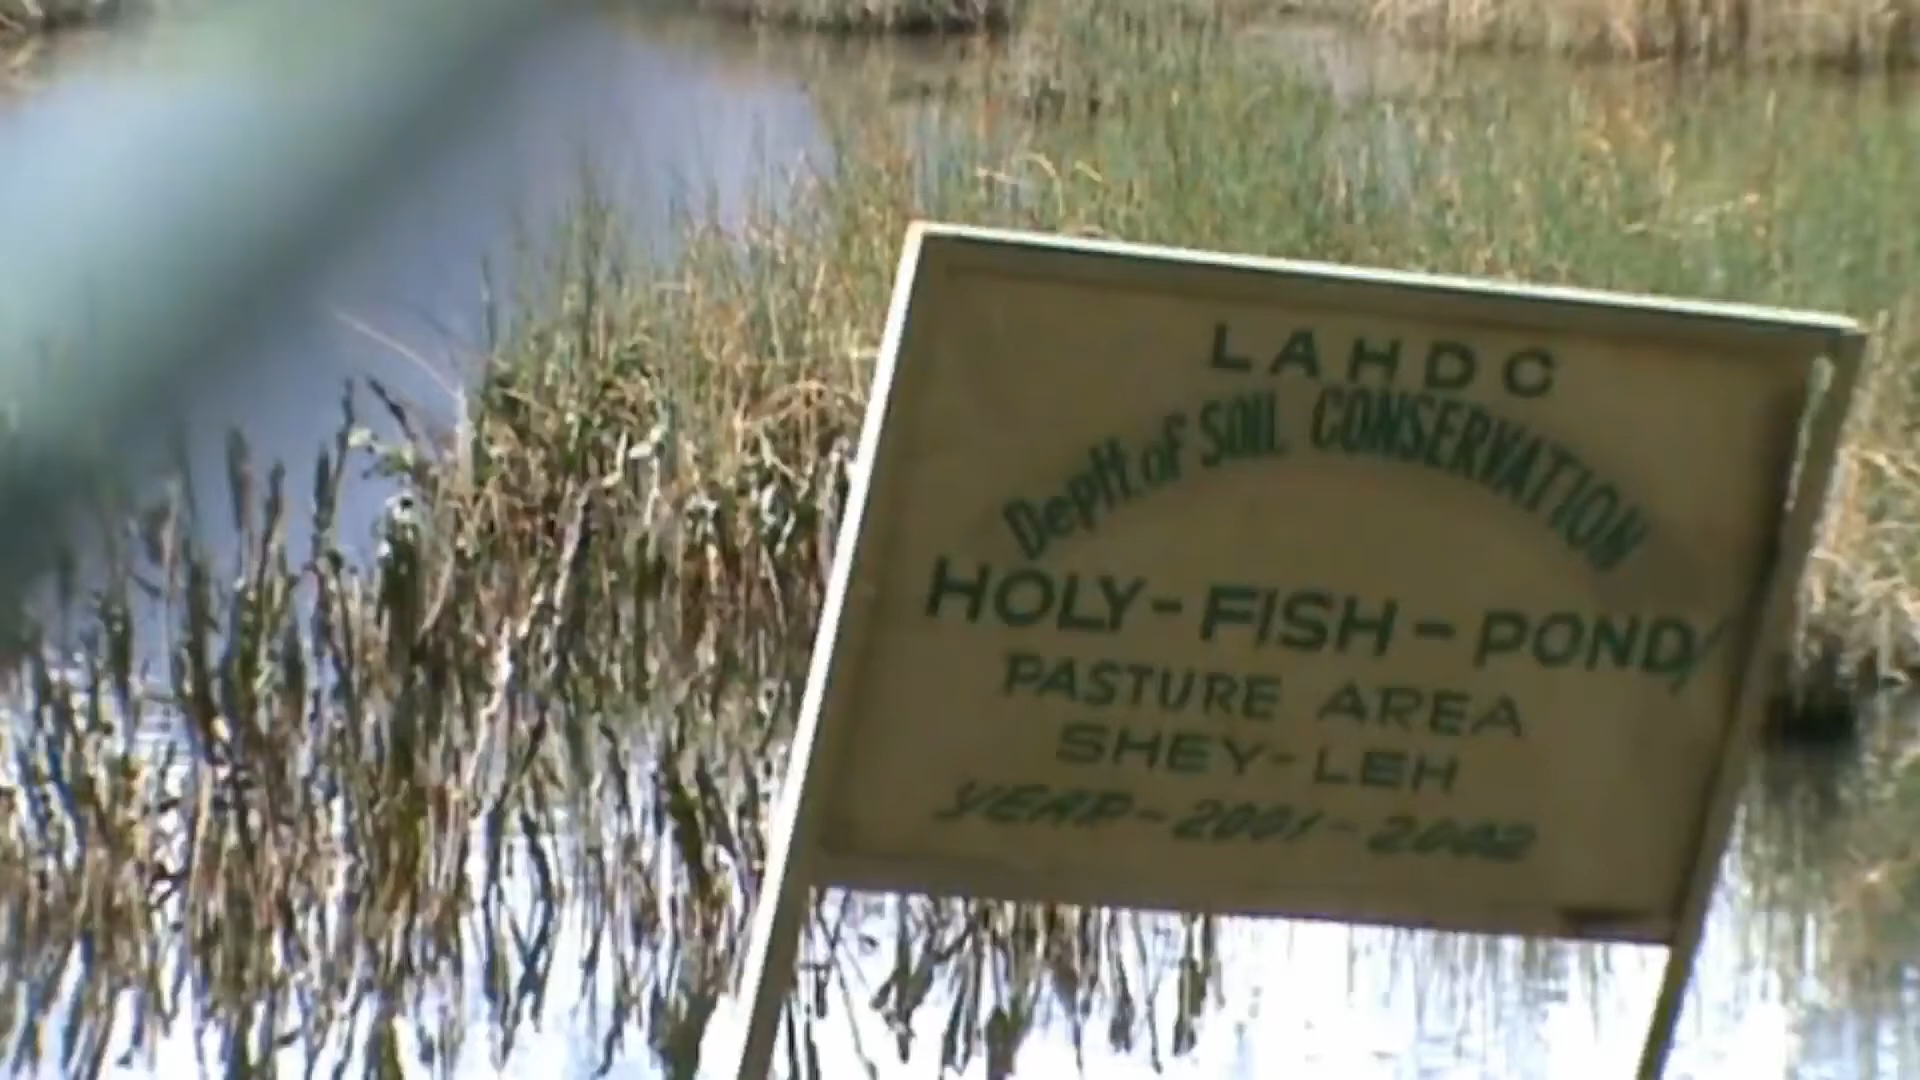 LAHDC
Deptt. of SOIL CONSERVATION
HOLY-FISH-POND/
PASTURE AREA
SHEY-LEH
YEAR-2001-2002